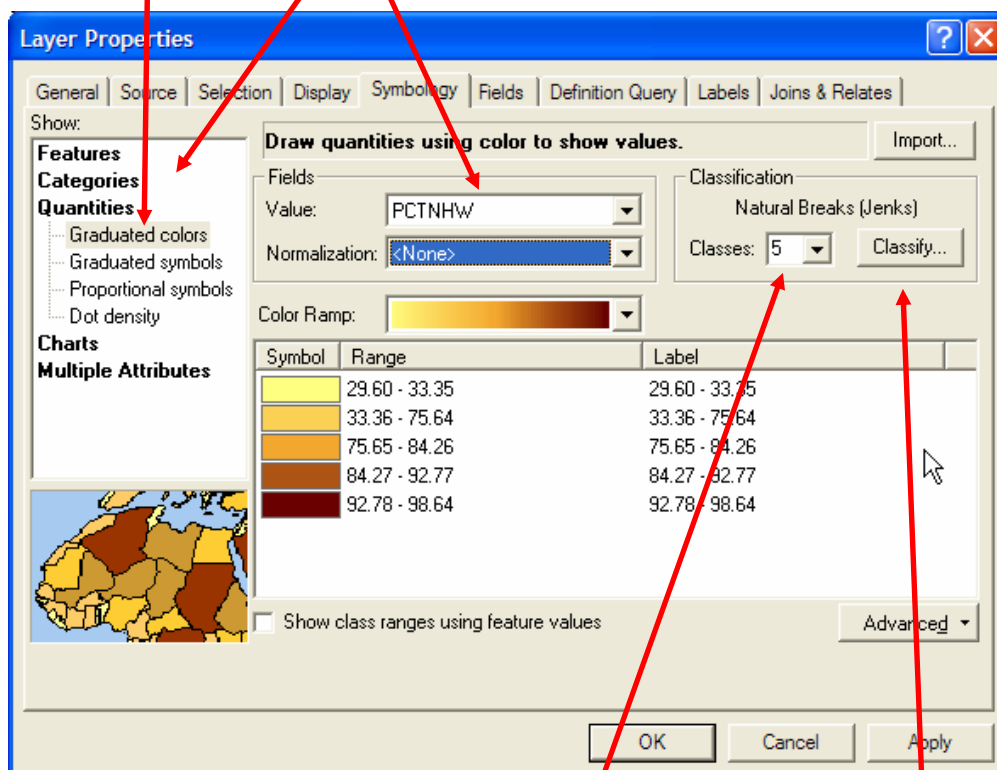 Layer Properties
General Source Selection Display Symbology Fields Definition Query Labels Joins & Relates
Show:
Features
Categories
Quantities
Graduated colors
Graduated symbols
Proportional symbols
Dot density
Charts
Multiple Attributes
Draw quantities using color to show values.
Import...
Fields
Value: PCTNHW
Normalization: <None>
Classification
Natural Breaks (Jenks)
Classes: 5 Classify...
Color Ramp:
Symbol Range Label
29.60 - 33.35 29.60 - 33.35
33.36 - 75.64 33.36 - 75.64
75.65 - 84.26 75.65 - 84.26
84.27 - 92.77 84.27 - 92.77
92.78 - 98.64 92.78 - 98.64
Show class ranges using feature values
Advanced
OK Cancel Apply